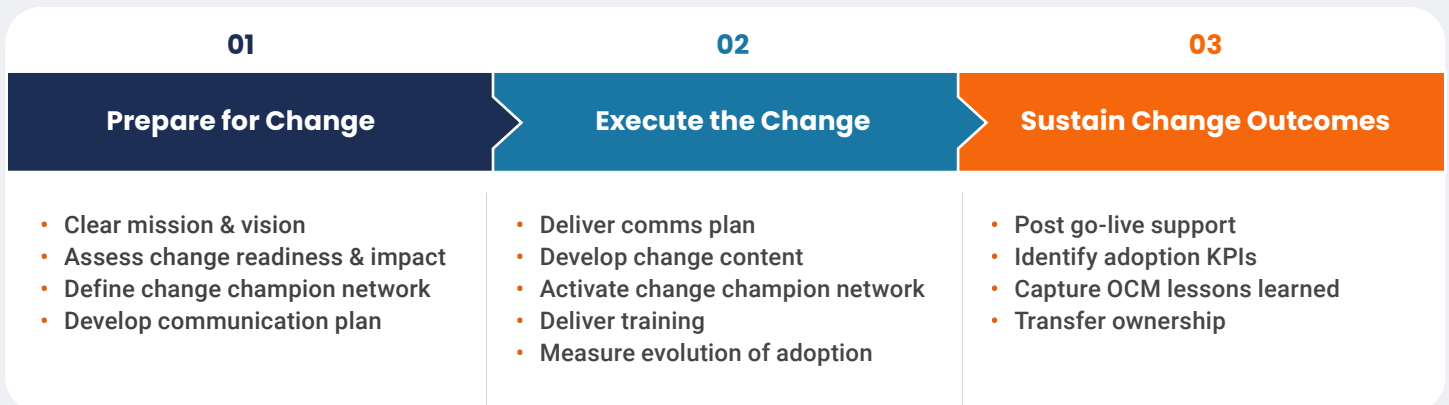 01
Prepare for Change
• Clear mission & vision
• Assess change readiness & impact
• Define change champion network
• Develop communication plan
02
Execute the Change
• Deliver comms plan
• Develop change content
• Activate change champion network
• Deliver training
• Measure evolution of adoption
03
Sustain Change Outcomes
• Post go-live support
• Identify adoption KPIs
• Capture OCM lessons learned
• Transfer ownership